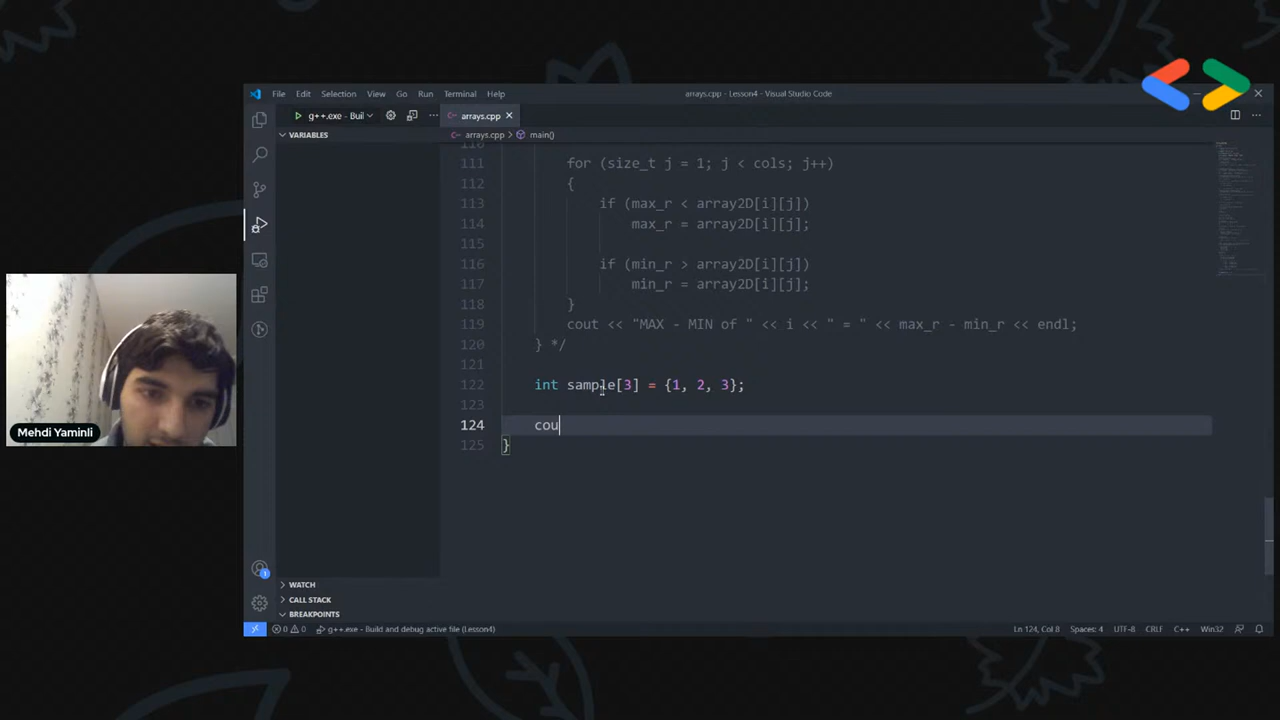 File Edit Selection View Go Run Terminal Help
arrays.cpp - Lesson4 - Visual Studio Code
g++.exe - Buil
arrays.cpp
VARIABLES
arrays.cpp > main()
110
111 for (size_t j = 1; j < cols; j++)
112 {
113 if (max_r < array2D[i][j])
114 max_r = array2D[i][j];
115
116 if (min_r > array2D[i][j])
117 min_r = array2D[i][j];
118 }
119 cout << "MAX - MIN of " << i << " = " << max_r - min_r << endl;
120 } */
121
122 int sample[3] = {1, 2, 3};
123
124 cou
125 }
Mehdi Yaminli
1
WATCH
CALL STACK
BREAKPOINTS
0 0 g++.exe - Build and debug active file (Lesson4) Ln 124, Col 8 Spaces: 4 UTF-8 CRLF C++ Win32